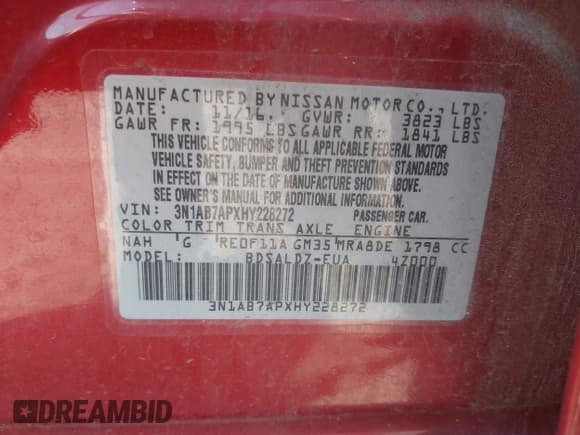 MANUFACTURED BY NISSAN MOTOR CO., LTD.
DATE: 11/16. GVWR: 3823 LBS
GAWR FR: 1995 LBS GAWR RR: 1841 LBS
THIS VEHICLE CONFORMS TO ALL APPLICABLE FEDERAL MOTOR
VEHICLE SAFETY, BUMPER AND THEFT PREVENTION STANDARDS
IN EFFECT ON THE DATE OF MANUFACTURE SHOWN ABOVE.
SEE OWNER'S MANUAL FOR ADDITIONAL INFORMATION.
VIN: 3N1AB7APXHY228272 PASSENGER CAR.
COLOR TRIM TRANS AXLE ENGINE
NAH G RE0F11A GM35 MRA8DE 1798 CC
MODEL: BDSALDZ-EUA 4Z000
3N1AB7APXHY228272
DREAMBID